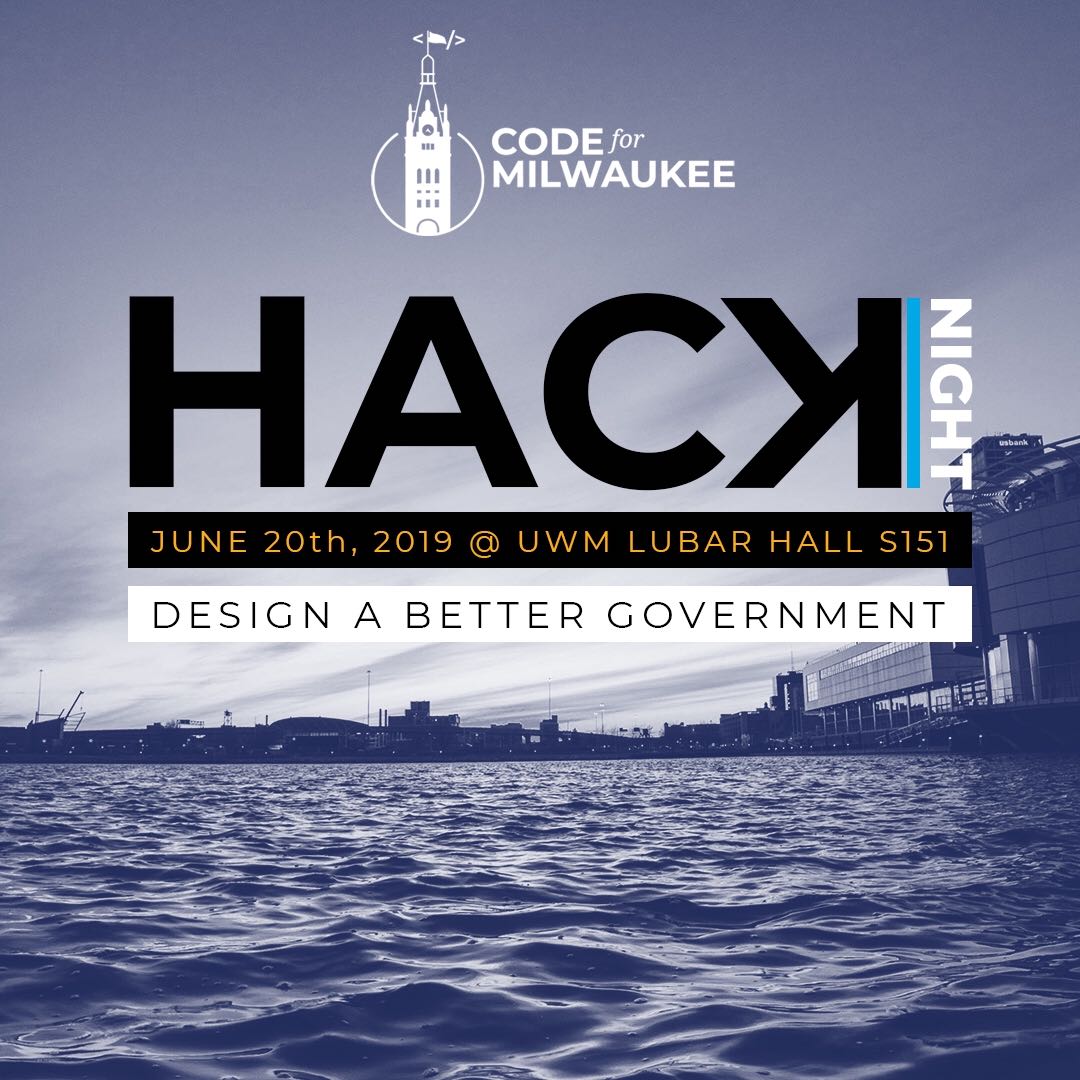 </>
CODE for
MILWAUKEE
HACK
NIGHT
usbank
JUNE 20th, 2019 @ UWM LUBAR HALL S151
DESIGN A BETTER GOVERNMENT